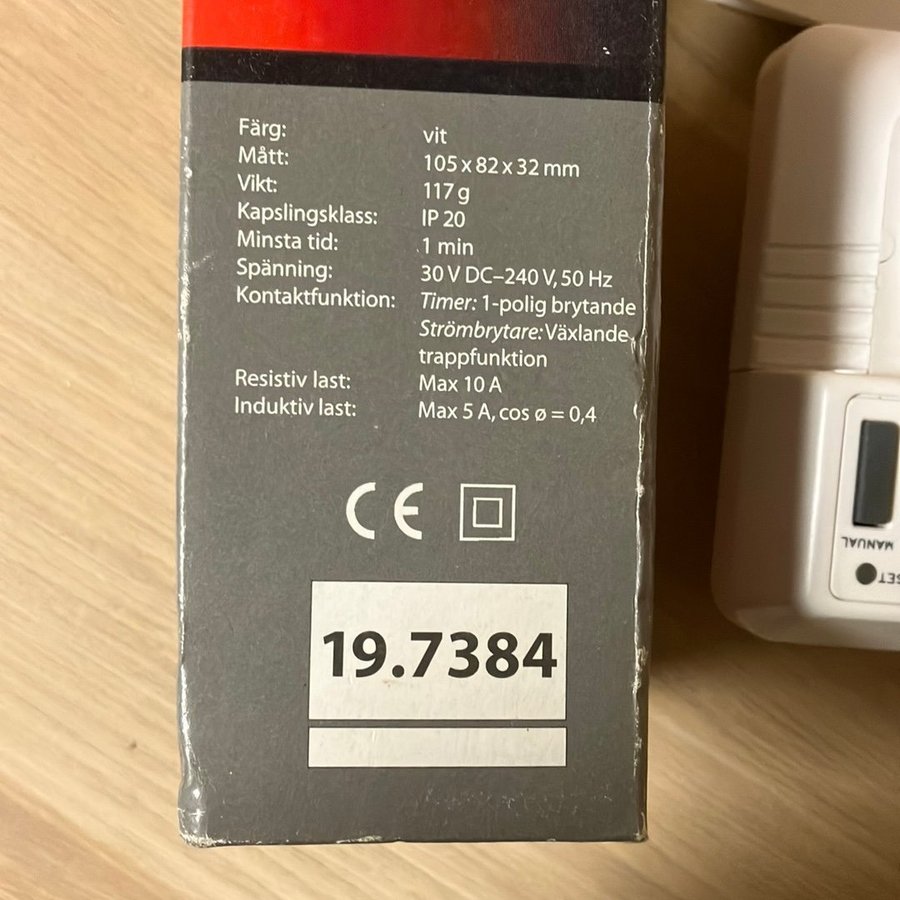 Färg: vit
Mått: 105 x 82 x 32 mm
Vikt: 117 g
Kapslingsklass: IP 20
Minsta tid: 1 min
Spänning: 30 V DC–240 V, 50 Hz
Kontaktfunktion: Timer: 1-polig brytande
Strömbrytare: Växlande,
trappfunktion
Resistiv last: Max 10 A
Induktiv last: Max 5 A, cos ø = 0,4
CE
19.7384
MANUAL